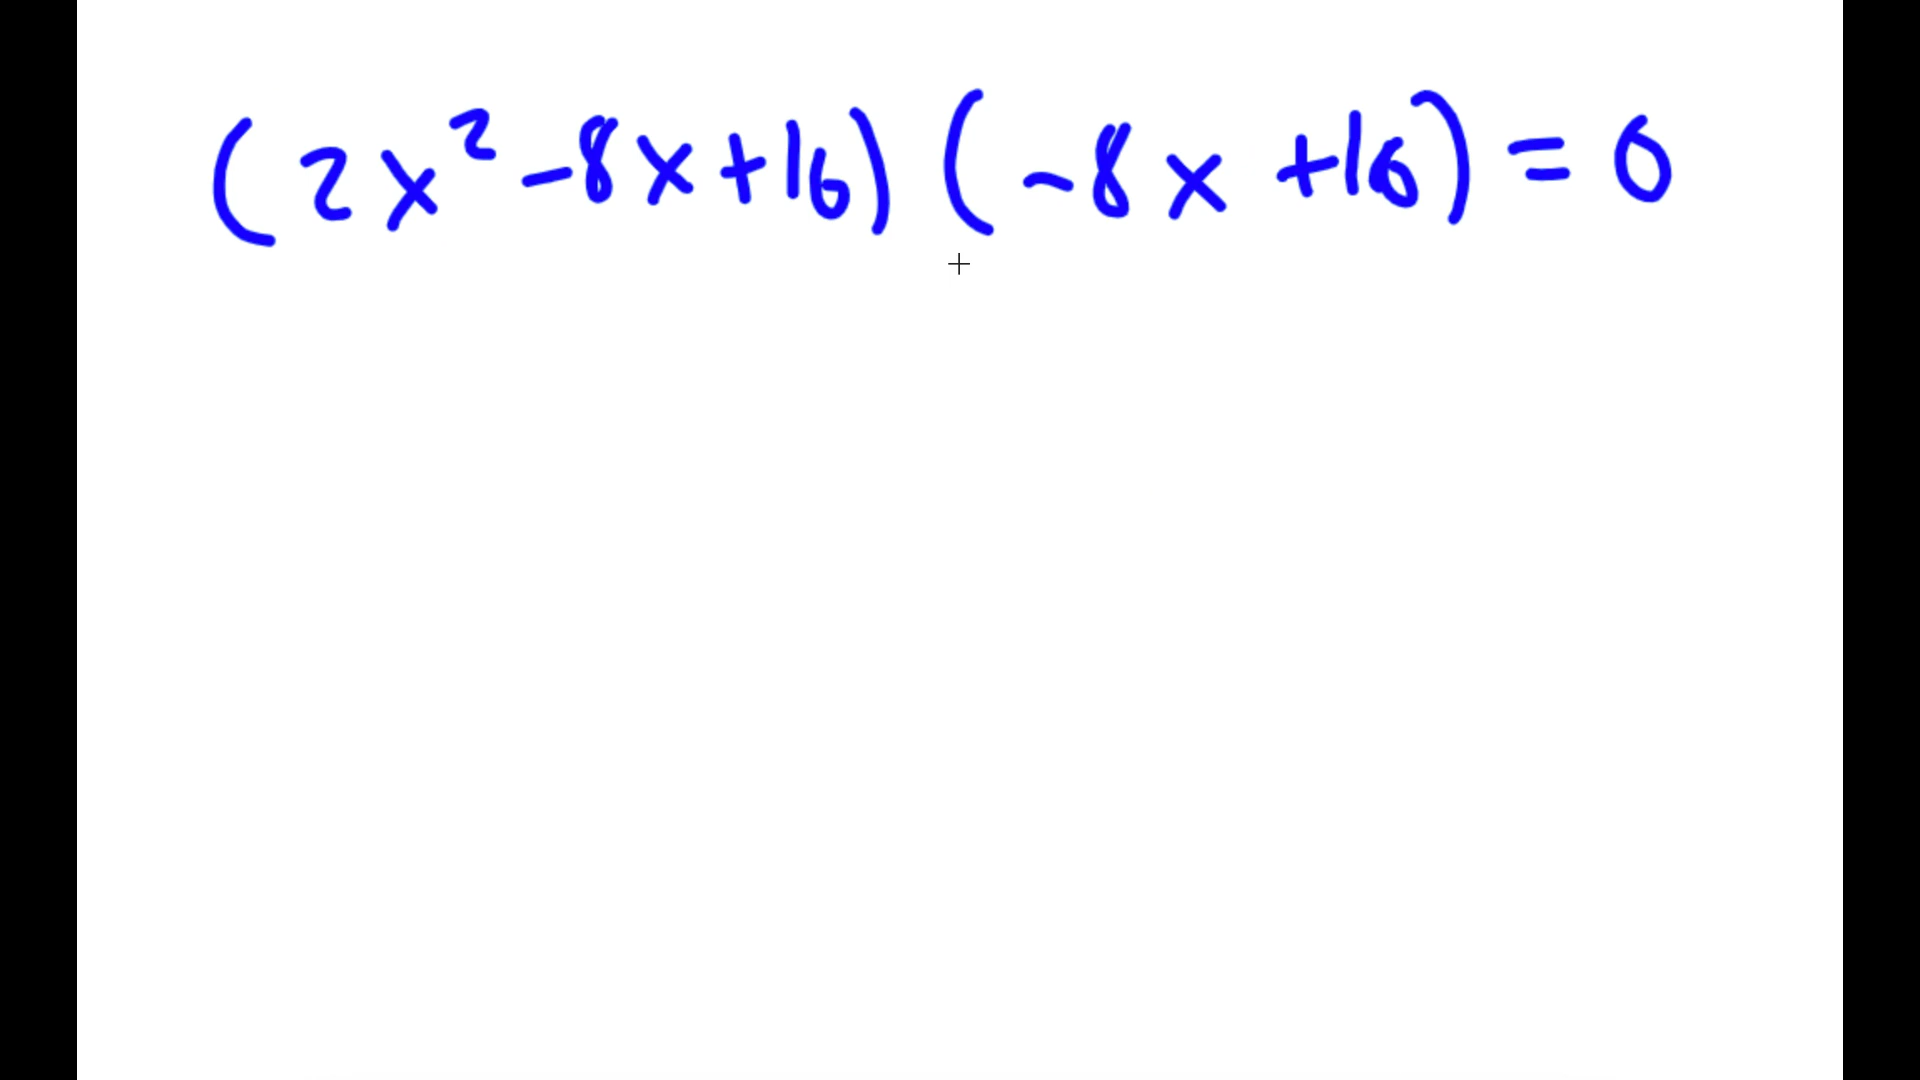 (2x² -8x+16) (-8x +16) = 0